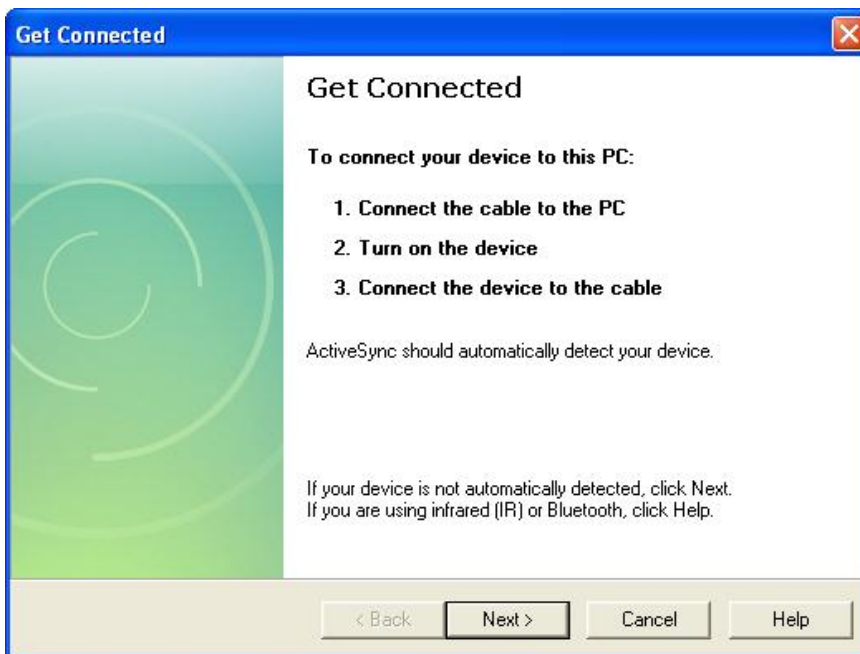 Get Connected
Get Connected
To connect your device to this PC:
1. Connect the cable to the PC
2. Turn on the device
3. Connect the device to the cable
ActiveSync should automatically detect your device.
If your device is not automatically detected, click Next.
If you are using infrared (IR) or Bluetooth, click Help.
< Back Next > Cancel Help